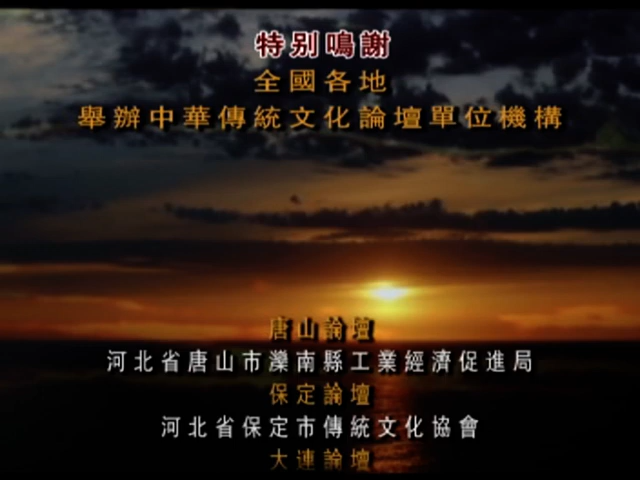 特别鳴謝
全國各地
舉辦中華傳統文化論壇單位機構
唐山論壇
河北省唐山市灤南縣工業經濟促進局
保定論壇
河北省保定市傳統文化協會
大連論壇